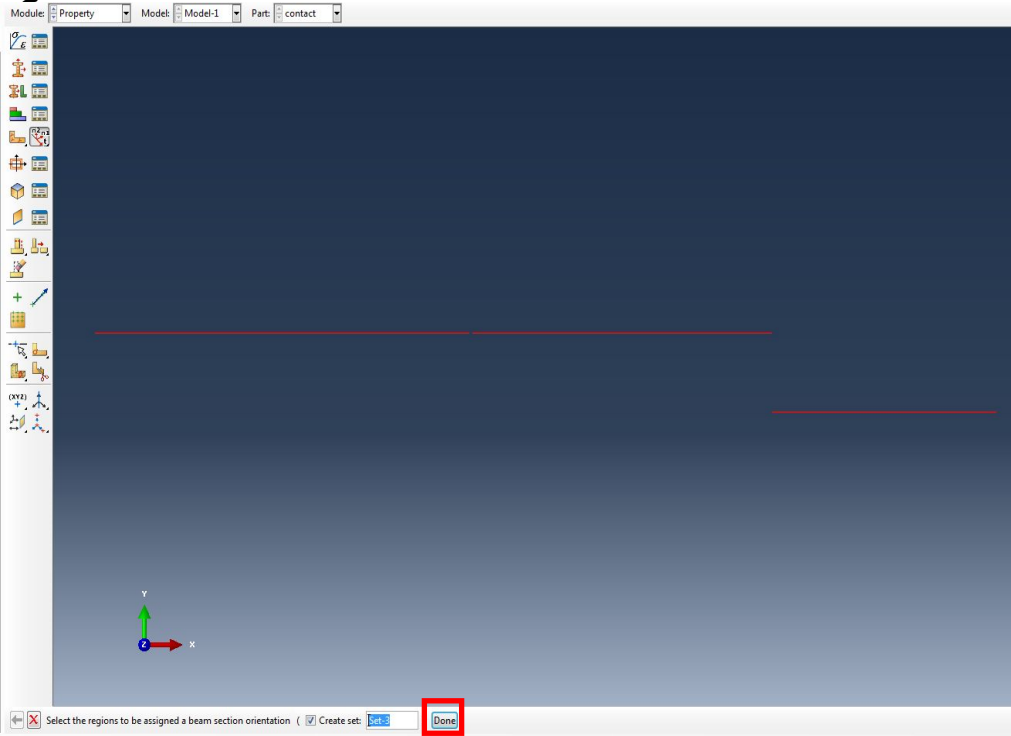 Module: Property Model: Model-1 Part: contact
Y
Z X
Select the regions to be assigned a beam section orientation ( Create set: Set-3 Done